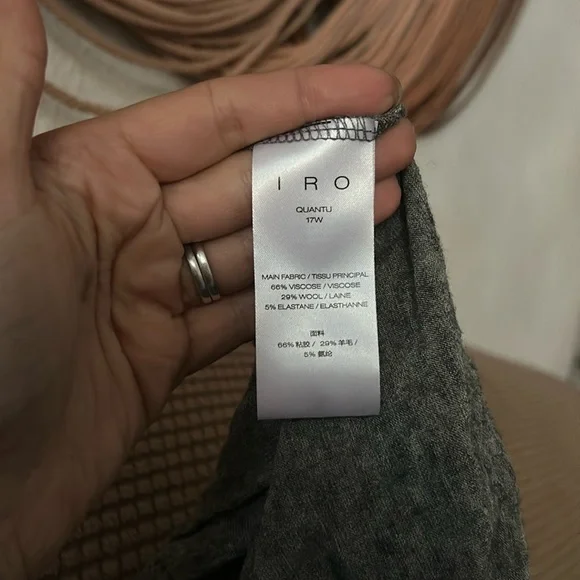 IRO
QUANTU
17W
MAIN FABRIC / TISSU PRINCIPAL
66% VISCOSE / VISCOSE
29% WOOL / LAINE
5% ELASTANE / ELASTHANNE
面料
66% 粘胶 / 29% 羊毛 /
5% 氨纶